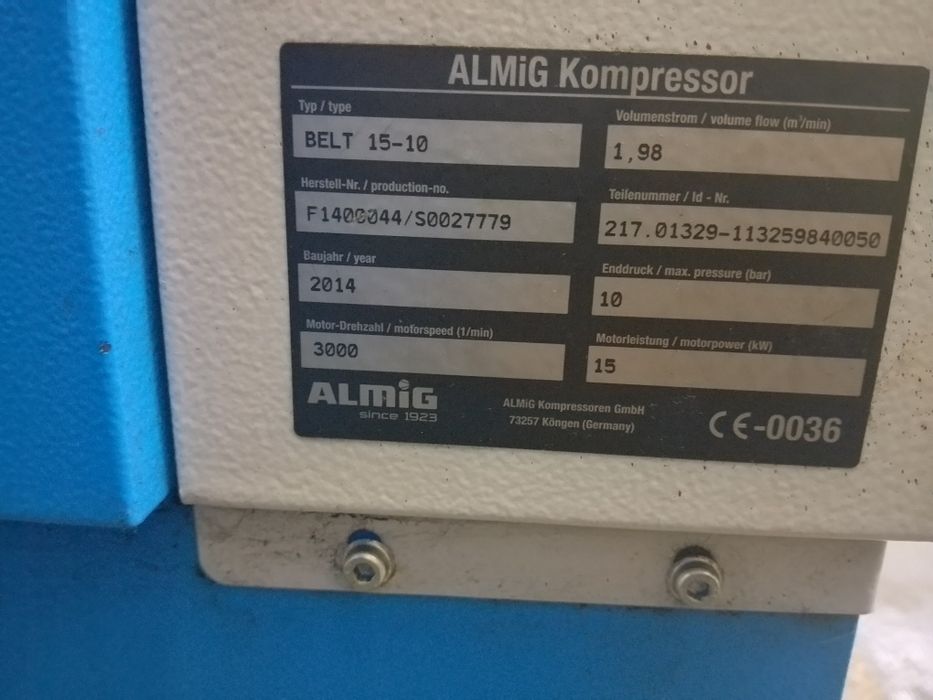 ALMiG Kompressor
Typ / type
BELT 15-10
Volumenstrom / volume flow (m³/min)
1,98
Herstell-Nr. / production-no.
F1400044/S0027779
Teilenummer / Id - Nr.
217.01329-113259840050
Baujahr / year
2014
Enddruck / max. pressure (bar)
10
Motor-Drehzahl / motorspeed (1/min)
3000
Motorleistung / motorpower (kW)
15
ALMiG
since 1923
ALMiG Kompressoren GmbH
73257 Köngen (Germany)
CE-0036